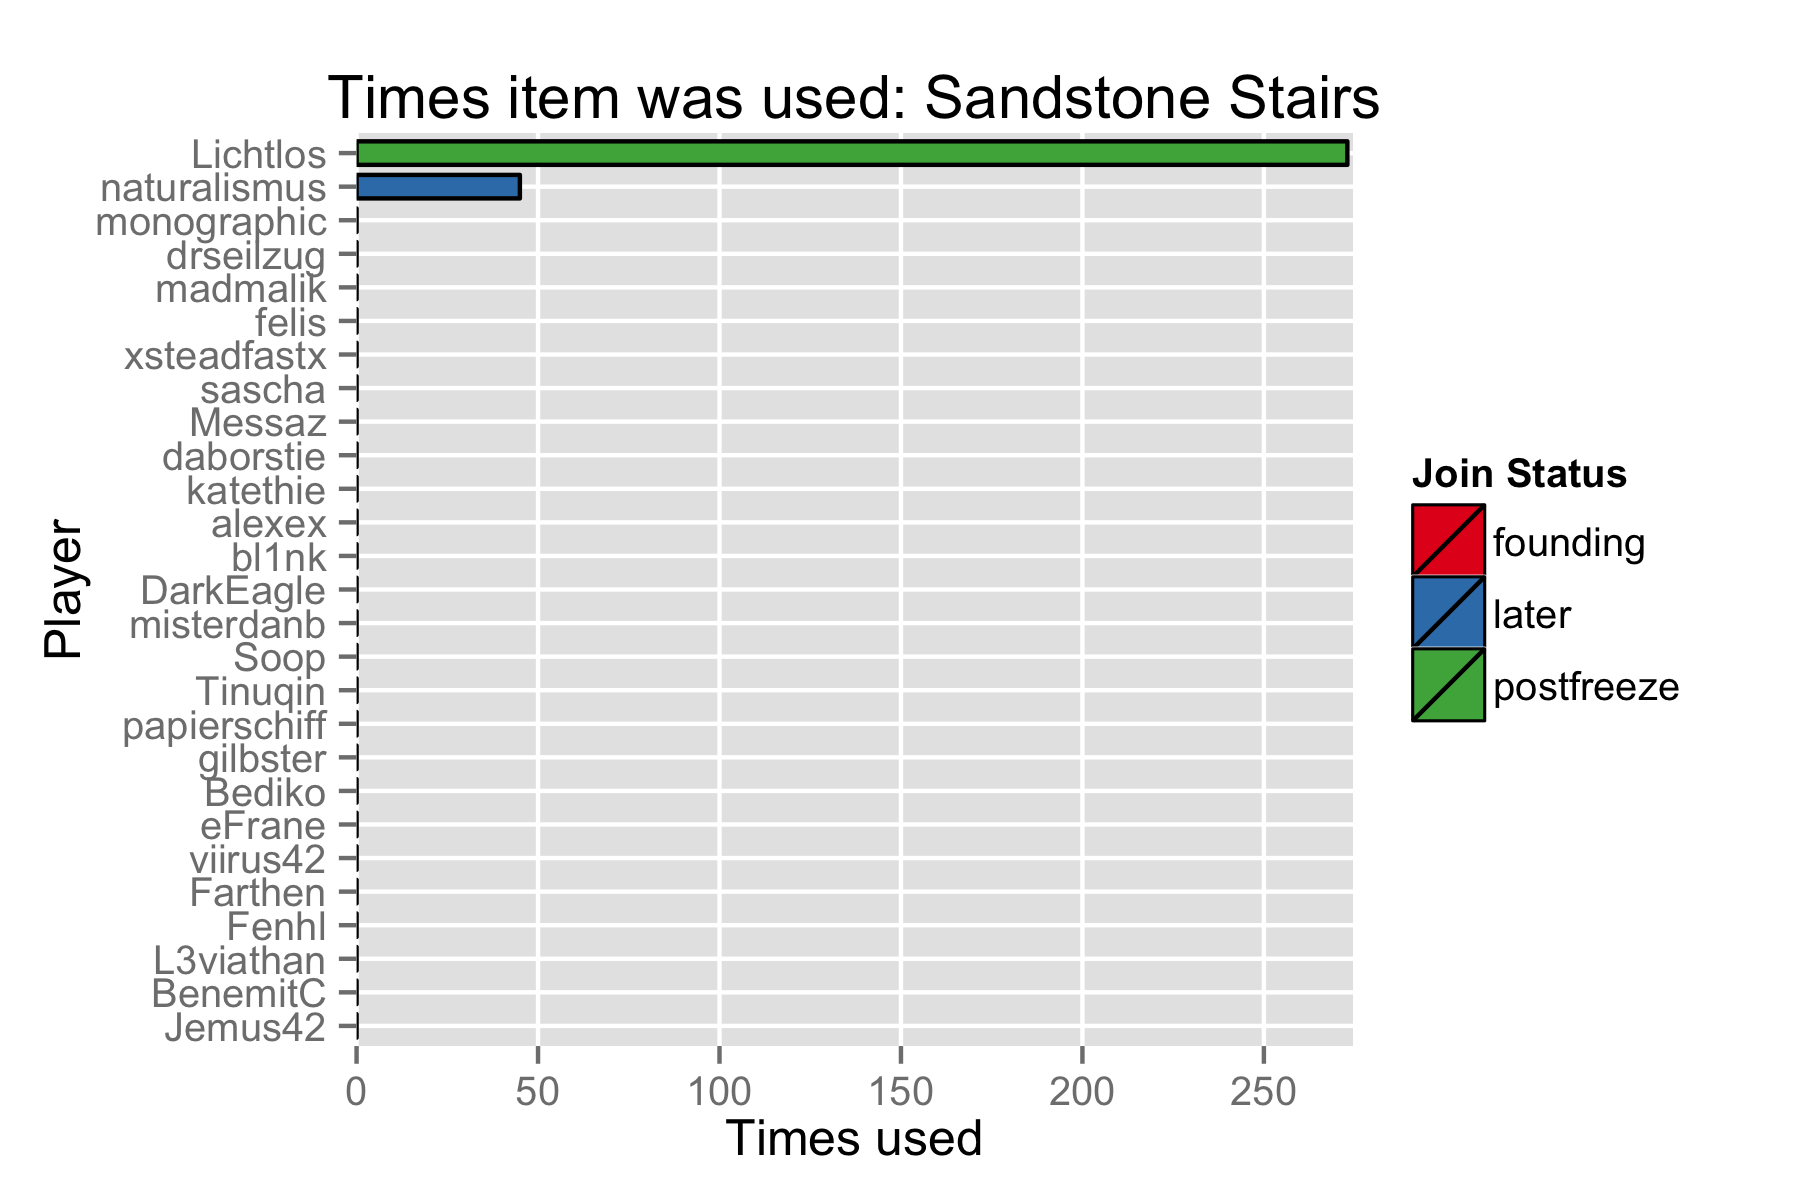 Times item was used: Sandstone Stairs
Player
Lichtlos
naturalismus
monographic
drseilzug
madmalik
felis
xsteadfastx
sascha
Messaz
daborstie
katethie
alexex
bl1nk
DarkEagle
misterdanb
Soop
Tinuqin
papierschiff
gilbster
Bediko
eFrane
viirus42
Farthen
Fenhl
L3viathan
BenemitC
Jemus42
0 50 100 150 200 250
Times used
Join Status
founding
later
postfreeze